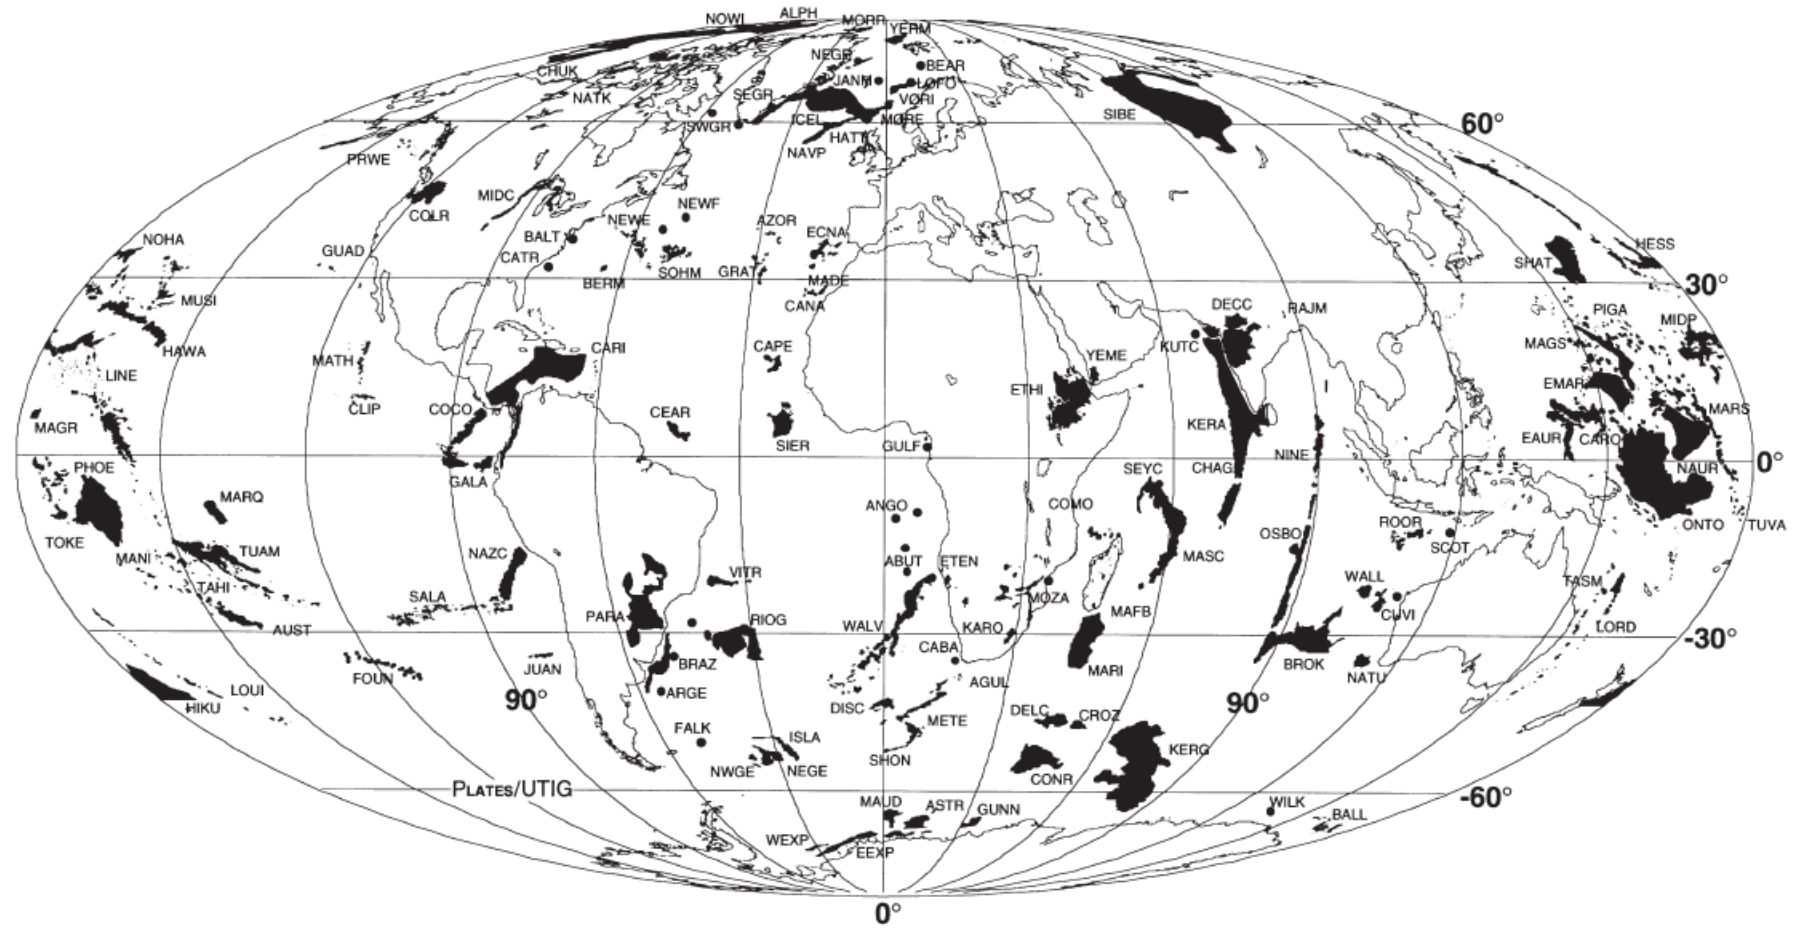 NOWI
ALPH
MORR
YERM
NEGR
BEAR
CHUK
JANM
LOFO
NATK
SEGR
VØRI
SIBE
ICEL
MØRE
SWGR
HATT
60°
NAVP
PRWE
MIDC
COLR
NEWF
NEWE
AZOR
ECNA
BALT
NOHA
GUAD
CATR
SOHM
GRAT
MADE
HESS
SHAT
BERM
30°
MUSI
CANA
DECC
RAJM
PIGA
MIDP
HAWA
MATH
CARI
CAPE
YEME
KUTC
MAGS
LINE
ETHI
EMAR
CLIP
COCO
CEAR
MARS
MAGR
KERA
EAUR
CARO
SIER
GULF
NINE
0°
PHOE
GALA
SEYC
CHAG
NAUR
MARQ
ANGO
COMO
ROOR
ONTO
TUVA
TOKE
MANI
TUAM
NAZC
OSBO
SCOT
MASC
ABUT
ETEN
VITR
WALL
TASM
TAHI
SALA
MOZA
MAFB
CUVI
PARA
RIOG
WALV
KARO
LORD
AUST
-30°
CABA
BRAZ
BROK
JUAN
MARI
FOUN
NATU
AGUL
LOUI
ARGE
HIKU
90°
DISC
METE
DELC
CROZ
90°
FALK
ISLA
SHON
KERG
NWGE
NEGE
CONR
PLATES/UTIG
-60°
MAUD
ASTR
GUNN
WILK
BALL
WEXP
EEXP
0°